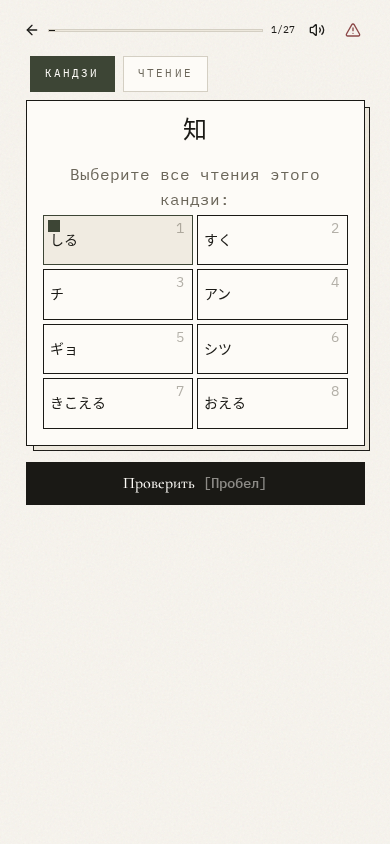 1/27
КАНДЗИ ЧТЕНИЕ
知
Выберите все чтения этого
кандзи:
しる 1
すく 2
チ 3
アン 4
ギョ 5
シツ 6
きこえる 7
おえる 8
Проверить [Пробел]